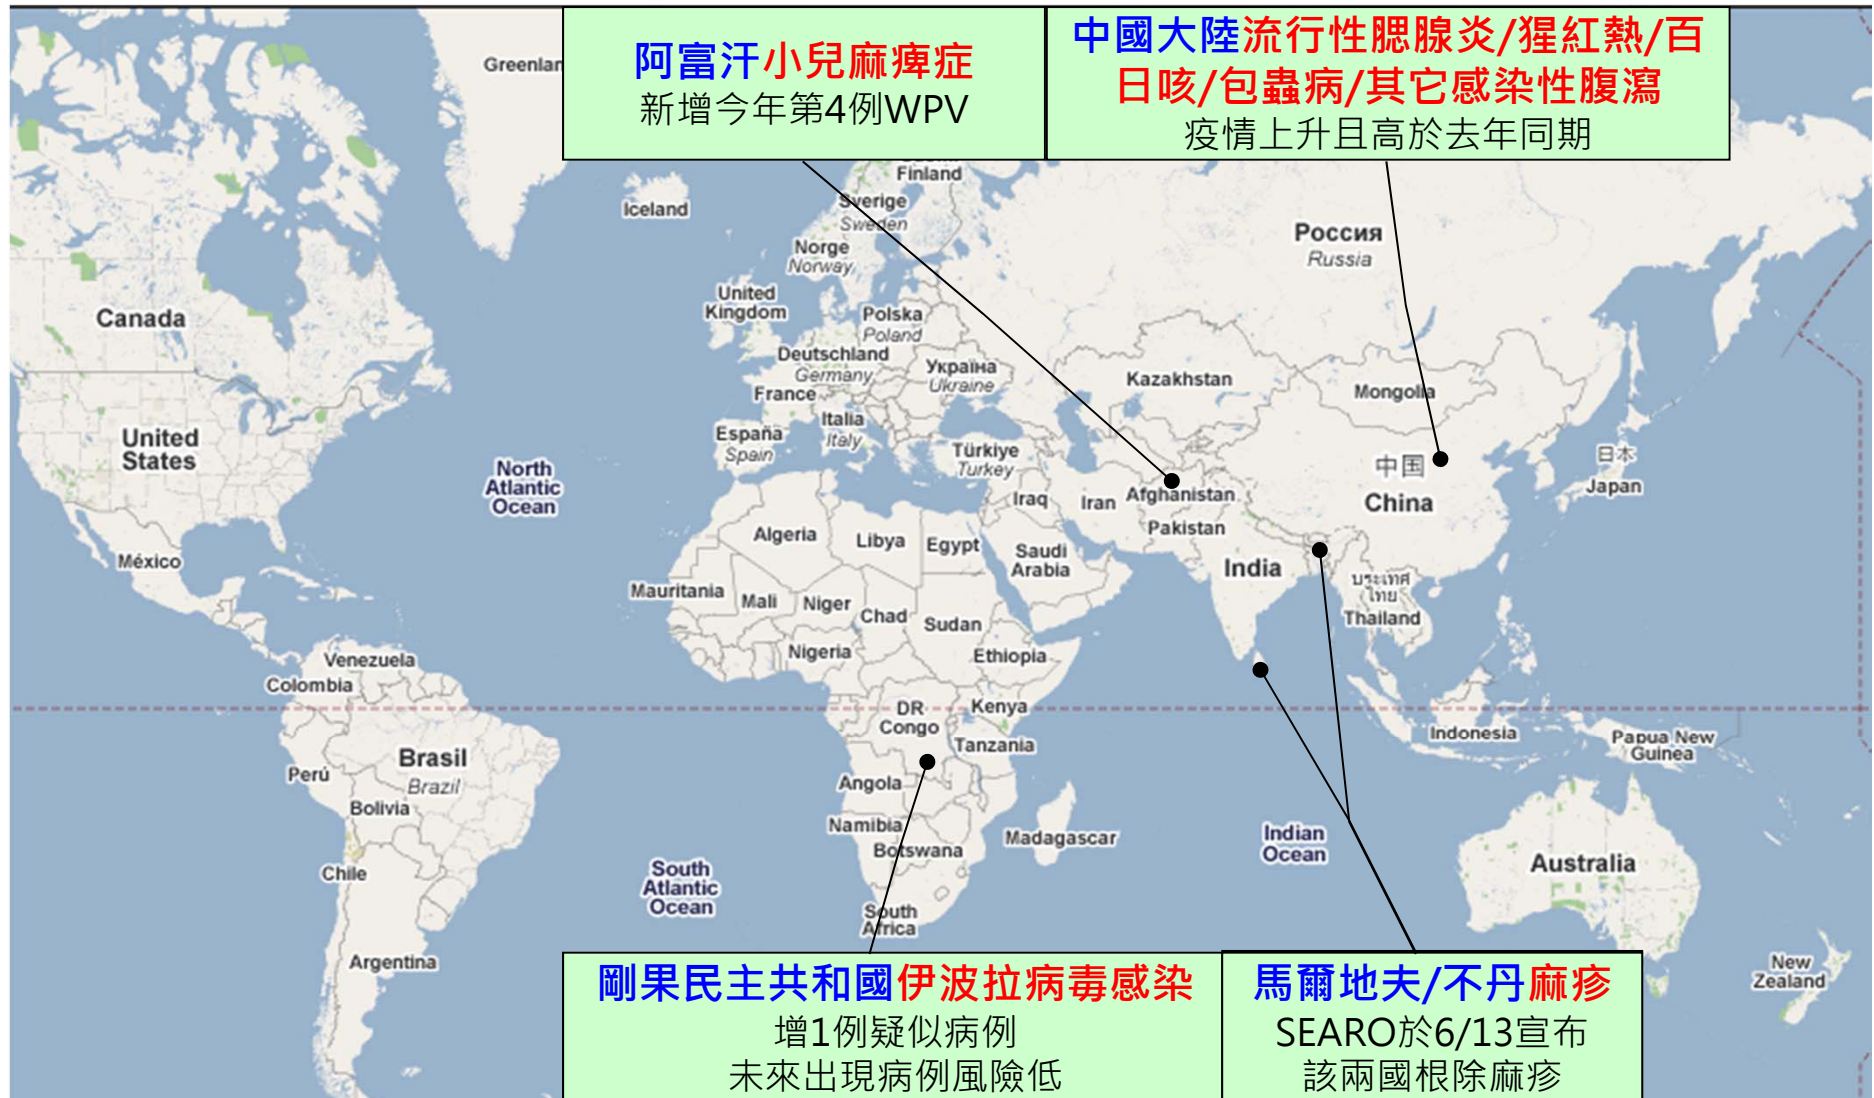 阿富汗小兒麻痺症
新增今年第4例WPV
中國大陸流行性腮腺炎/猩紅熱/百
日咳/包蟲病/其它感染性腹瀉
疫情上升且高於去年同期
Greenlan
Iceland
Finland
Sverige
Sweden
Norge
Norway
Россия
Russia
United
Kingdom
Polska
Poland
Deutschland
Germany
Україна
Ukraine
France
Italia
Italy
España
Spain
Türkiye
Turkey
Kazakhstan
Mongolia
Canada
United
States
North
Atlantic
Ocean
中国
China
日本
Japan
Iraq
Iran
Afghanistan
Pakistan
Algeria
Libya
Egypt
Saudi
Arabia
India
México
Mauritania
Mali
Niger
Chad
Sudan
ประเทศ
ไทย
Thailand
Nigeria
Ethiopia
Venezuela
Colombia
DR
Congo
Kenya
Tanzania
Indonesia
Papua New
Guinea
Brasil
Brazil
Perú
Bolivia
Angola
Namibia
Botswana
Madagascar
Indian
Ocean
Australia
Chile
South
Atlantic
Ocean
South
Africa
Argentina
New
Zealand
剛果民主共和國伊波拉病毒感染
增1例疑似病例
未來出現病例風險低
馬爾地夫/不丹麻疹
SEARO於6/13宣布
該兩國根除麻疹